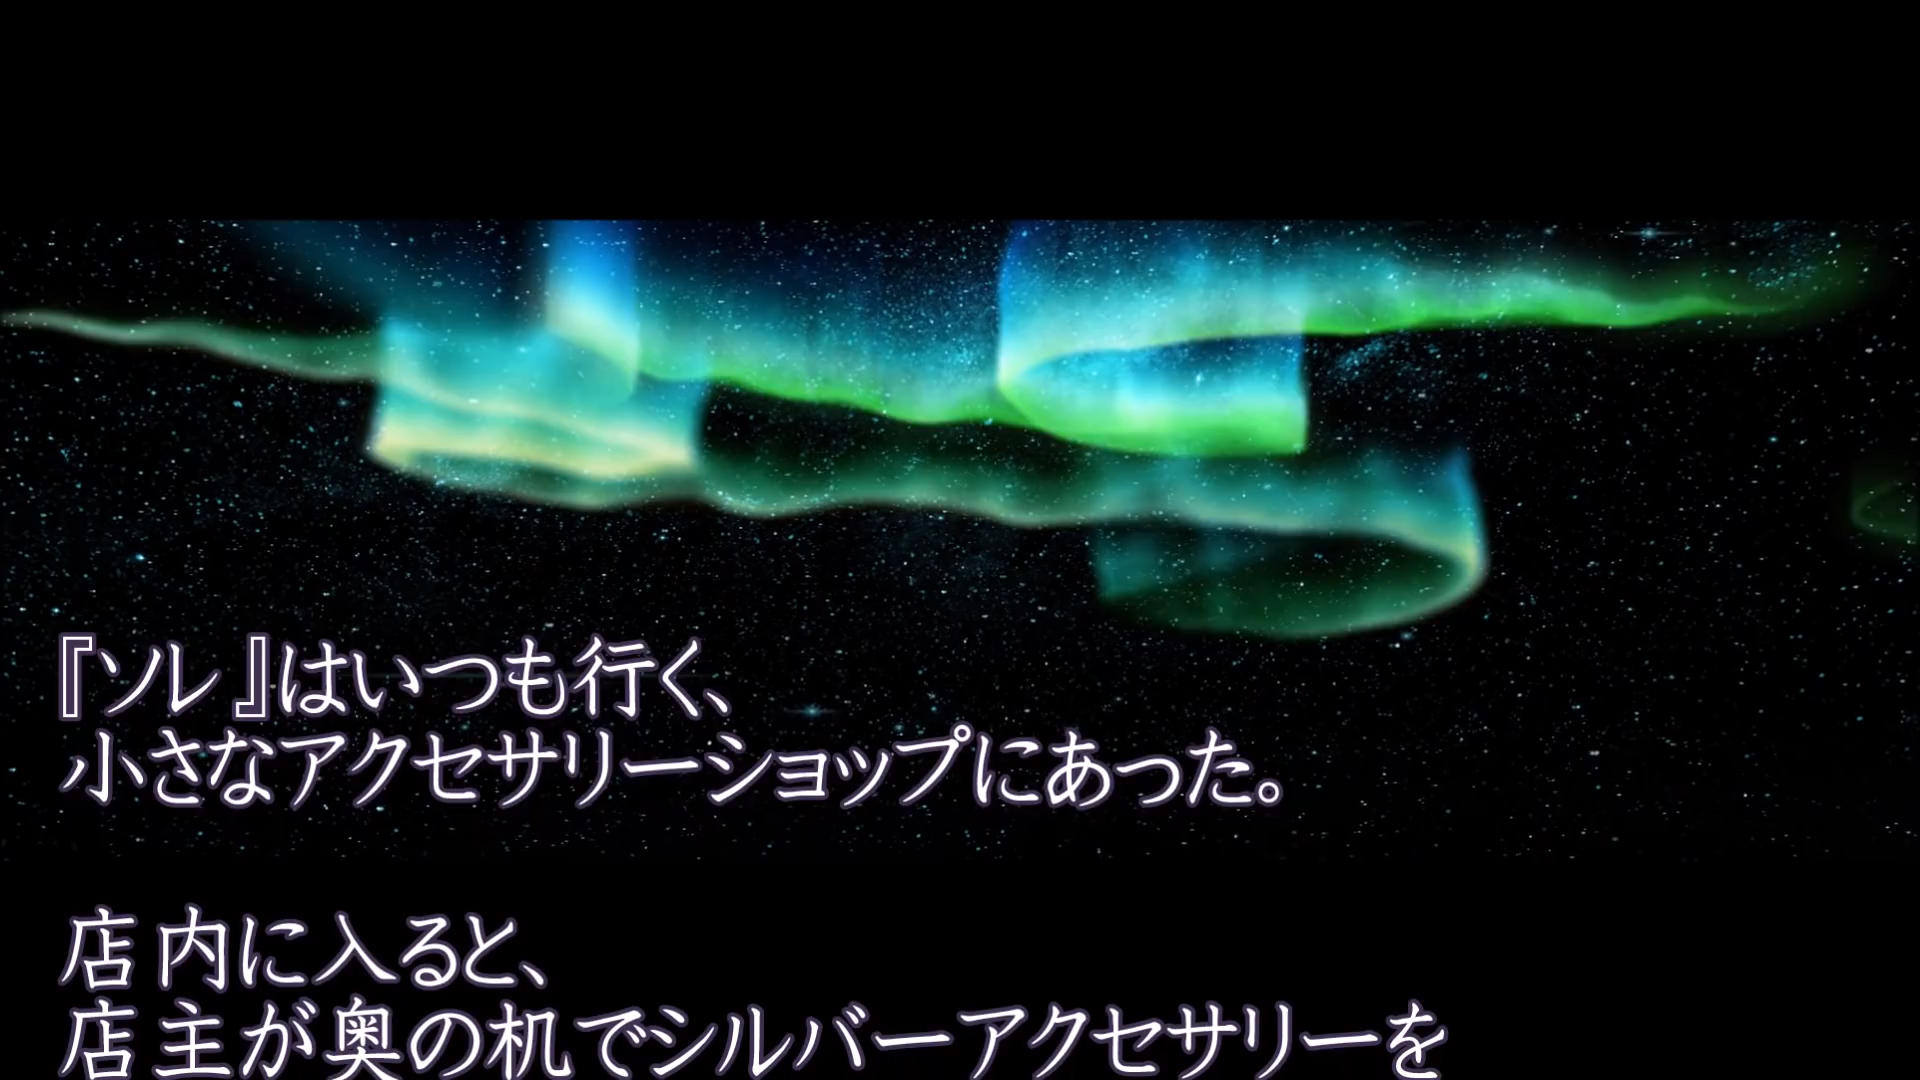 『ソレ』はいつも行く、
小さなアクセサリーショップにあった。
店内に入ると、
店主が奥の机でシルバーアクセサリーを